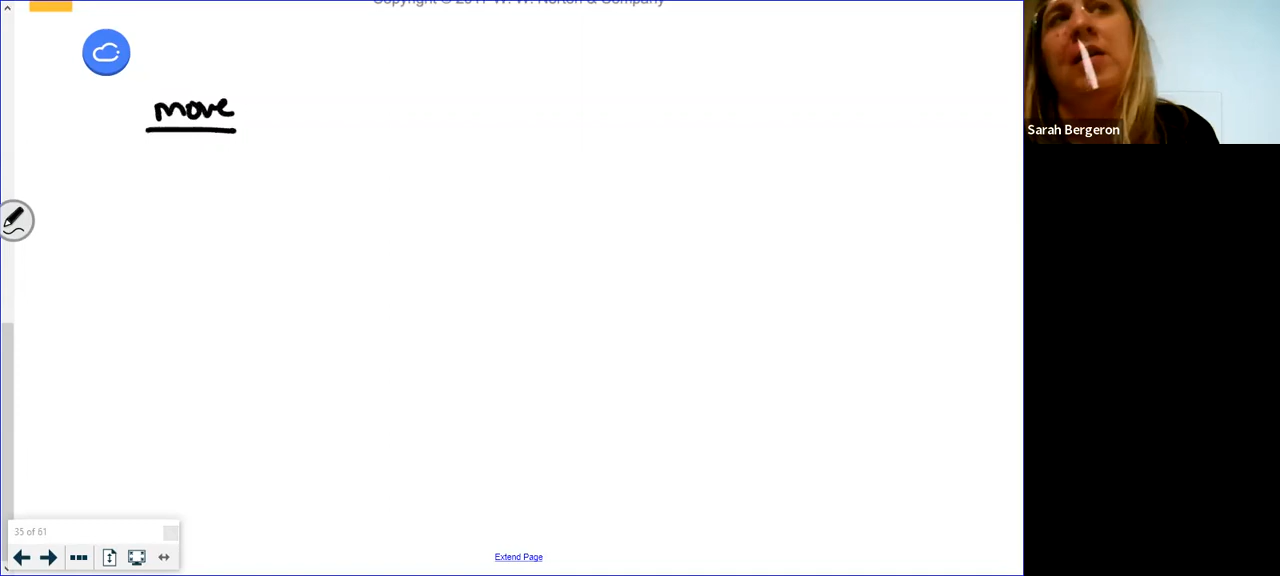 Copyright © 2017 W. W. Norton & Company
move
Sarah Bergeron
35 of 61
Extend Page